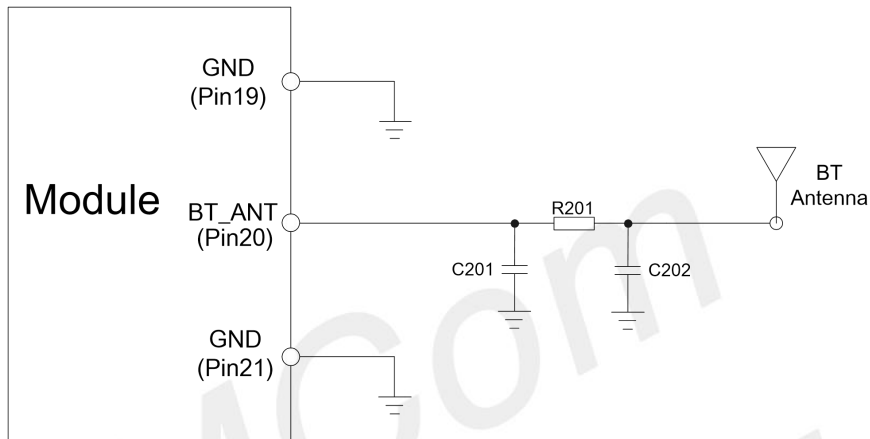 GND
(Pin19)
Module
BT_ANT
(Pin20)
R201
BT
Antenna
C201
C202
GND
(Pin21)